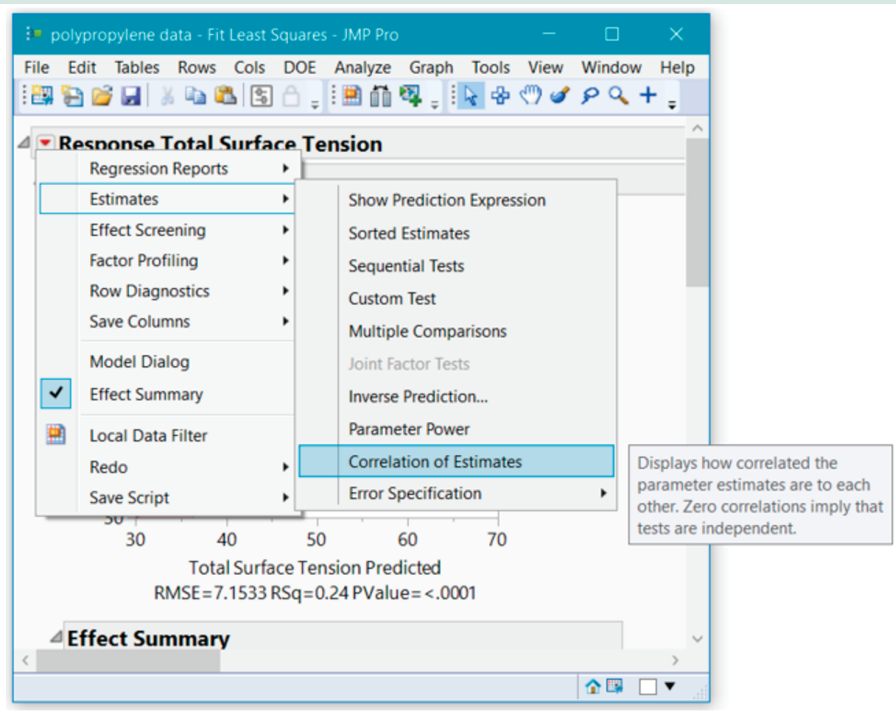 polypropylene data - Fit Least Squares - JMP Pro
File Edit Tables Rows Cols DOE Analyze Graph Tools View Window Help
Response Total Surface Tension
Regression Reports
Estimates
Effect Screening
Factor Profiling
Row Diagnostics
Save Columns
Model Dialog
Effect Summary
Local Data Filter
Redo
Save Script
Show Prediction Expression
Sorted Estimates
Sequential Tests
Custom Test
Multiple Comparisons
Joint Factor Tests
Inverse Prediction...
Parameter Power
Correlation of Estimates
Error Specification
Displays how correlated the
parameter estimates are to each
other. Zero correlations imply that
tests are independent.
30
30 40 50 60 70
Total Surface Tension Predicted
RMSE=7.1533 RSq=0.24 PValue=<.0001
Effect Summary